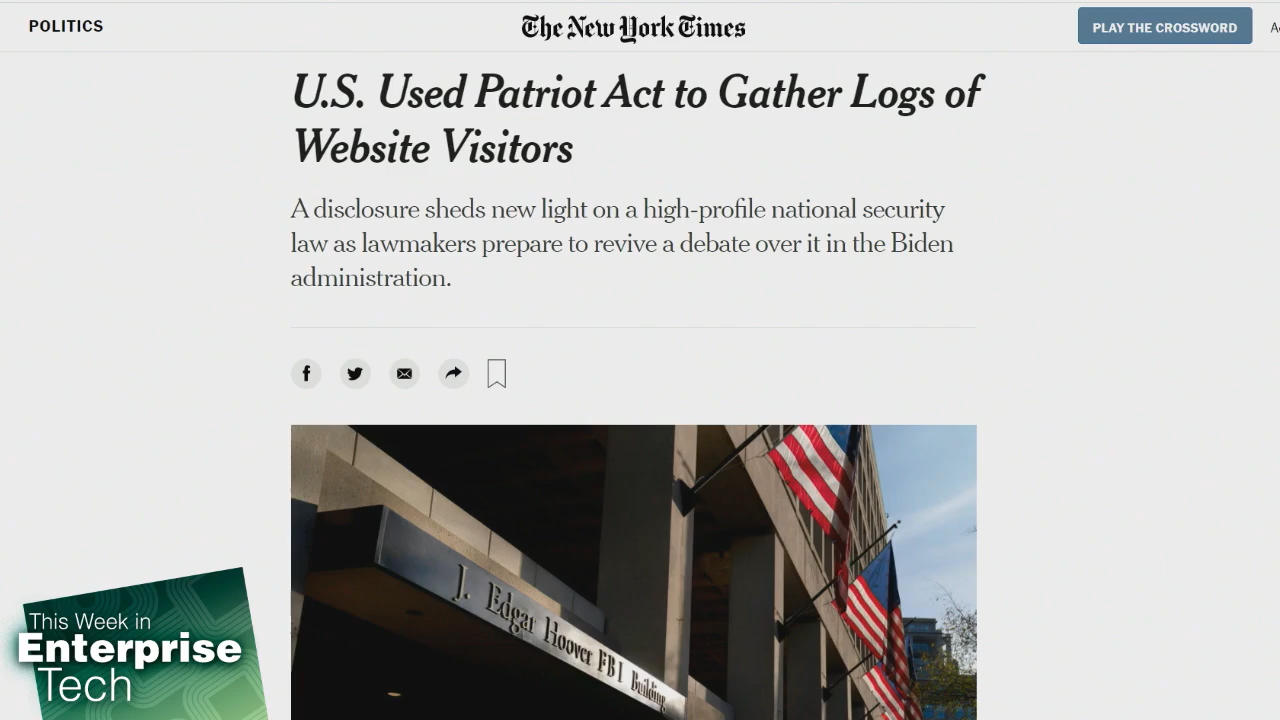 POLITICS
The New York Times
PLAY THE CROSSWORD
U.S. Used Patriot Act to Gather Logs of
Website Visitors
A disclosure sheds new light on a high-profile national security
law as lawmakers prepare to revive a debate over it in the Biden
administration.
J. Edgar Hoover FBI Building
This Week in
Enterprise
Tech